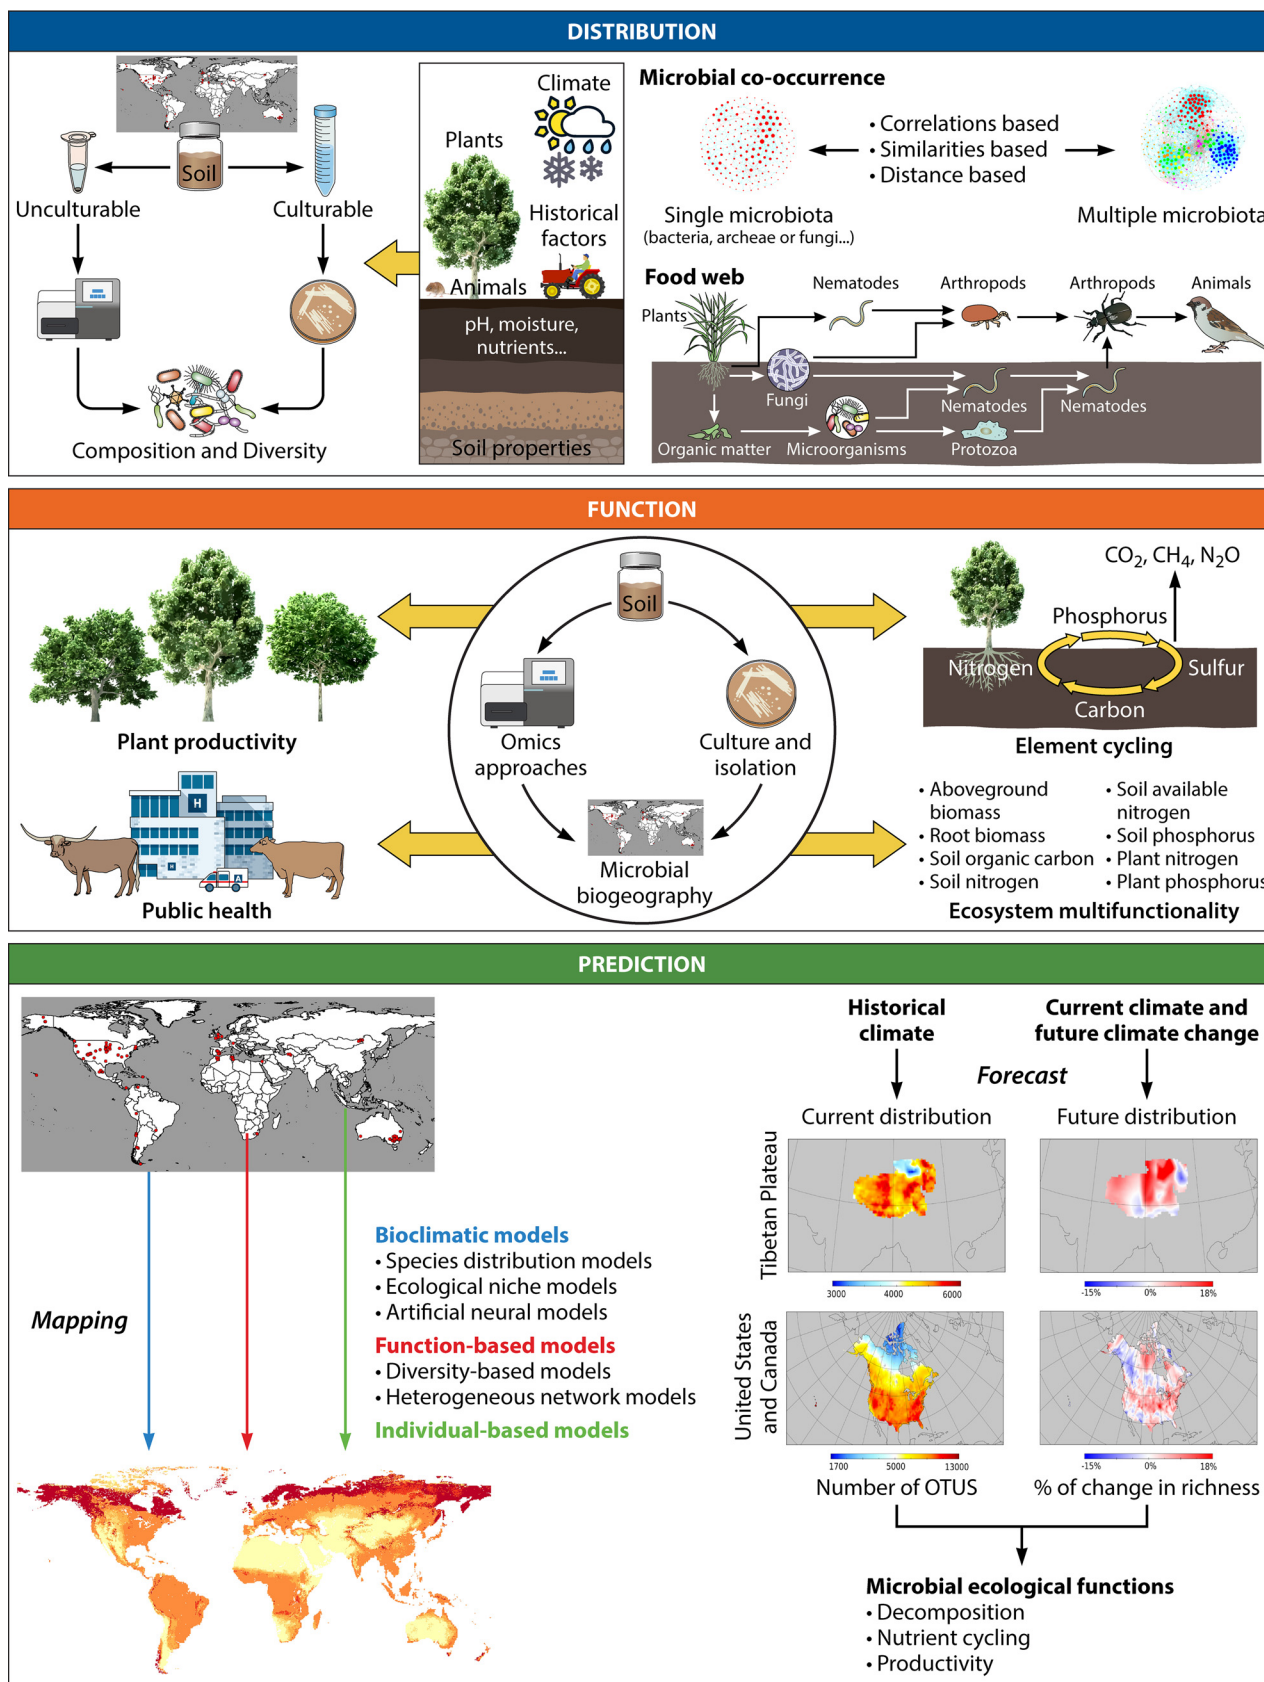 DISTRIBUTION
Soil
Unculturable
Culturable
Composition and Diversity
Climate
Plants
Historical
factors
Animals
pH, moisture,
nutrients...
Soil properties
Microbial co-occurrence
• Correlations based
• Similarities based
• Distance based
Single microbiota
(bacteria, archeae or fungi...)
Multiple microbiota
Food web
Plants
Nematodes
Arthropods
Arthropods
Animals
Fungi
Nematodes
Nematodes
Organic matter
Microorganisms
Protozoa
FUNCTION
Plant productivity
H
H
A
Public health
Soil
Omics
approaches
Culture and
isolation
Microbial
biogeography
CO2, CH4, N2O
Phosphorus
Nitrogen
Sulfur
Carbon
Element cycling
• Aboveground
biomass
• Root biomass
• Soil organic carbon
• Soil nitrogen
• Soil available
nitrogen
• Soil phosphorus
• Plant nitrogen
• Plant phosphorus
Ecosystem multifunctionality
PREDICTION
Mapping
Bioclimatic models
• Species distribution models
• Ecological niche models
• Artificial neural models
Function-based models
• Diversity-based models
• Heterogeneous network models
Individual-based models
Historical
climate
Current climate and
future climate change
Forecast
Current distribution
Future distribution
Tibetan Plateau
3000 4000 6000
-15% 0% 18%
United States
and Canada
1700 5000 13000
-15% 0% 18%
Number of OTUS
% of change in richness
Microbial ecological functions
• Decomposition
• Nutrient cycling
• Productivity